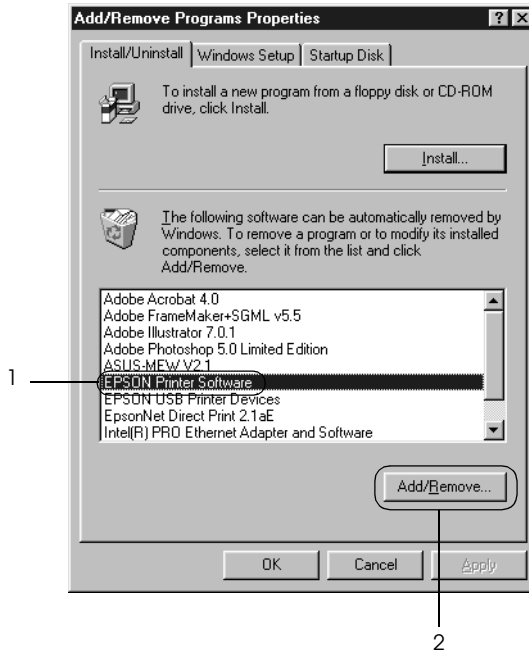 Add/Remove Programs Properties
Install/Uninstall Windows Setup Startup Disk
To install a new program from a floppy disk or CD-ROM
drive, click Install.
Install...
The following software can be automatically removed by
Windows. To remove a program or to modify its installed
components, select it from the list and click
Add/Remove.
Adobe Acrobat 4.0
Adobe FrameMaker+SGML v5.5
Adobe Illustrator 7.0.1
Adobe Photoshop 5.0 Limited Edition
ASUS-MEW V2.1
1
EPSON Printer Software
EPSON USB Printer Devices
EpsonNet Direct Print 2.1aE
Intel(R) PRO Ethernet Adapter and Software
Add/Remove...
OK Cancel Apply
2